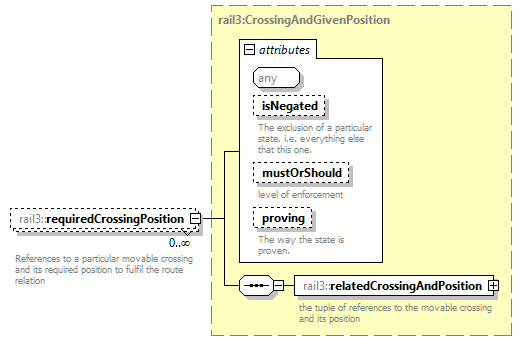 rail3:CrossingAndGivenPosition
attributes
any
isNegated
The exclusion of a particular
state, i.e. everything else
that this one.
mustOrShould
level of enforcement
proving
The way the state is
proven.
rail3::requiredCrossingPosition
0..∞
References to a particular movable crossing
and its required position to fulfil the route
relation
rail3::relatedCrossingAndPosition
the tuple of references to the movable crossing
and its position